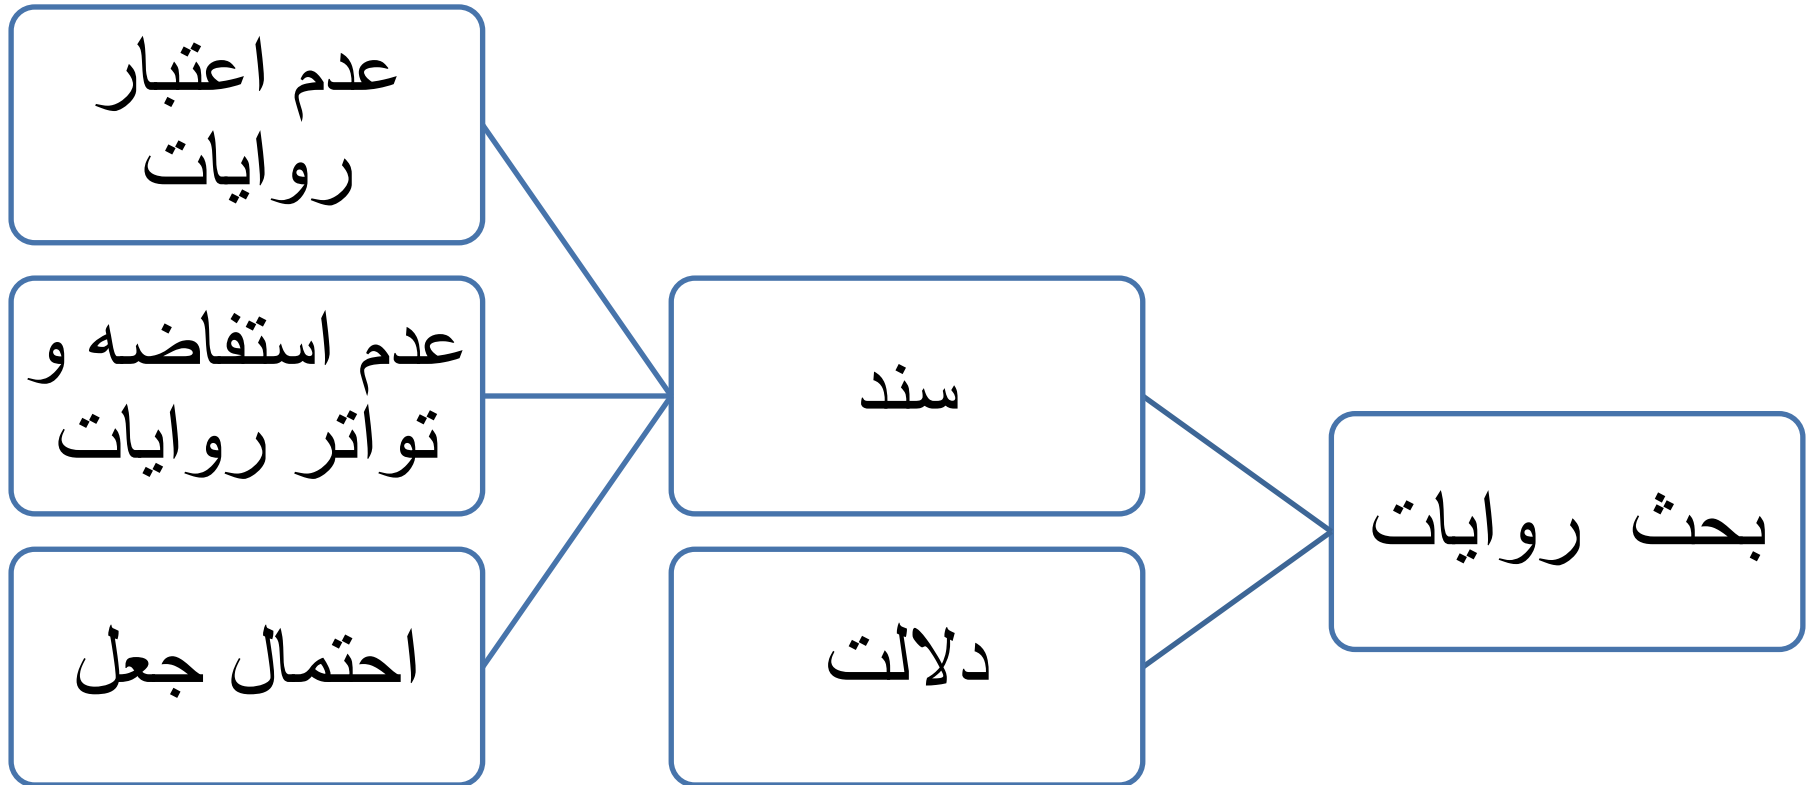 بحث روایات
سند
دلالت
عدم اعتبار
روایات
عدم استفاضه و
تواتر روایات
احتمال جعل